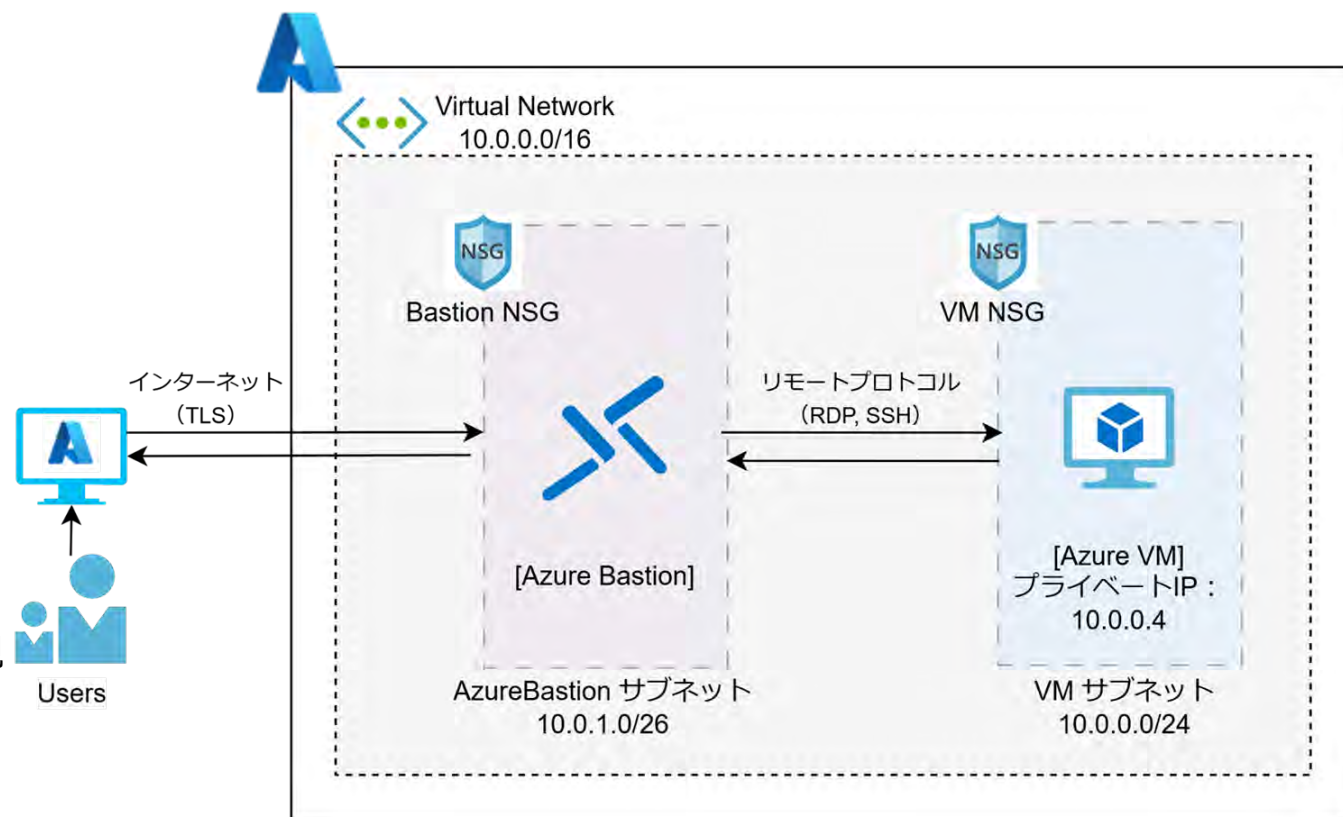 Virtual Network
10.0.0.0/16
NSG
Bastion NSG
NSG
VM NSG
インターネット
（TLS）
リモートプロトコル
（RDP, SSH）
[Azure Bastion]
[Azure VM]
プライベートIP：
10.0.0.4
Users
AzureBastion サブネット
10.0.1.0/26
VM サブネット
10.0.0.0/24